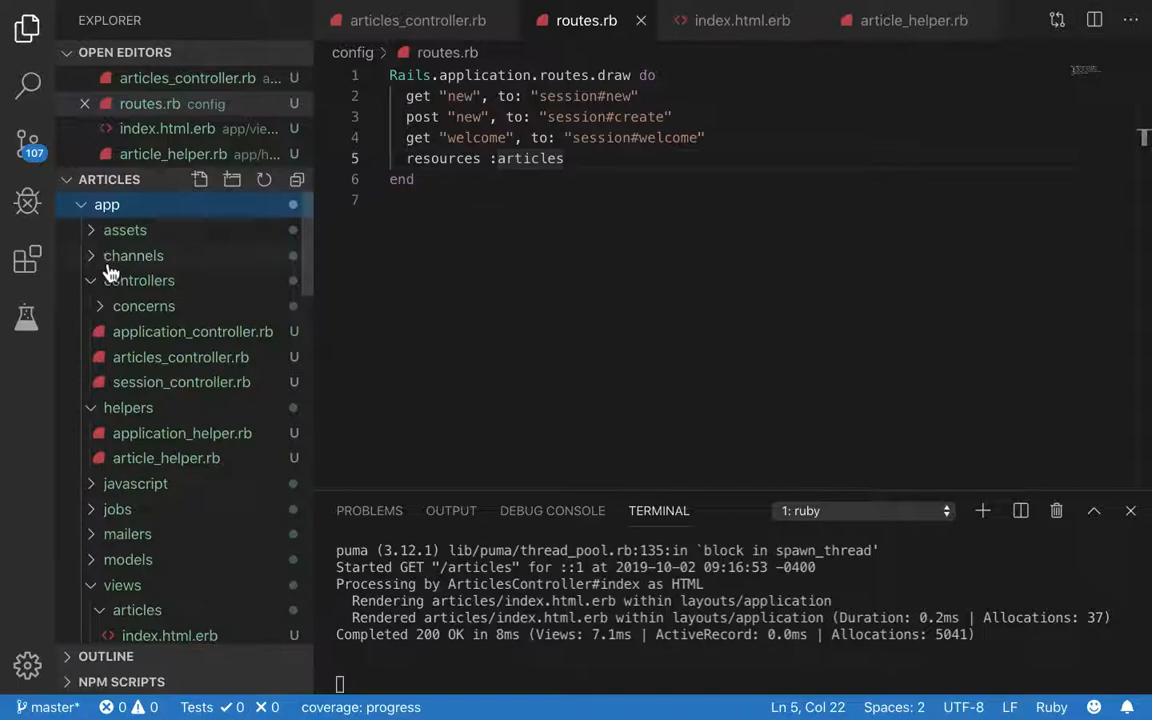 EXPLORER
OPEN EDITORS
articles_controller.rb a... U
routes.rb config U
index.html.erb app/vie... U
article_helper.rb app/h... U
ARTICLES
app
assets
channels
controllers
concerns
application_controller.rb U
articles_controller.rb U
session_controller.rb U
helpers
application_helper.rb U
article_helper.rb U
javascript
jobs
mailers
models
views
articles
index.html.erb U
OUTLINE
NPM SCRIPTS
107
articles_controller.rb routes.rb index.html.erb article_helper.rb
config routes.rb
1 Rails.application.routes.draw do
2 get "new", to: "session#new"
3 post "new", to: "session#create"
4 get "welcome", to: "session#welcome"
5 resources :articles
6 end
7
PROBLEMS OUTPUT DEBUG CONSOLE TERMINAL 1: ruby
puma (3.12.1) lib/puma/thread_pool.rb:135:in `block in spawn_thread'
Started GET "/articles" for ::1 at 2019-10-02 09:16:53 -0400
Processing by ArticlesController#index as HTML
Rendering articles/index.html.erb within layouts/application
Rendered articles/index.html.erb within layouts/application (Duration: 0.2ms | Allocations: 37)
Completed 200 OK in 8ms (Views: 7.1ms | ActiveRecord: 0.0ms | Allocations: 5041)
master* 0 0 Tests 0 0 coverage: progress Ln 5, Col 22 Spaces: 2 UTF-8 LF Ruby